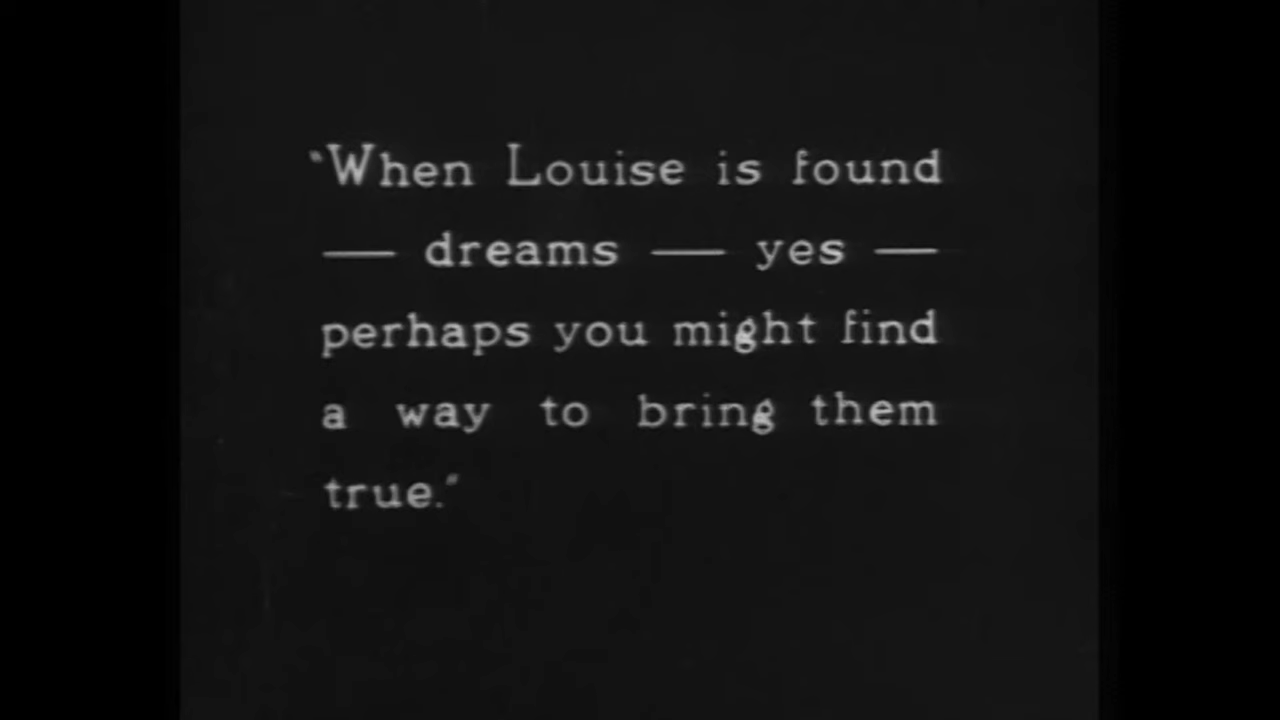 "When Louise is found
— dreams — yes —
perhaps you might find
a way to bring them
true."